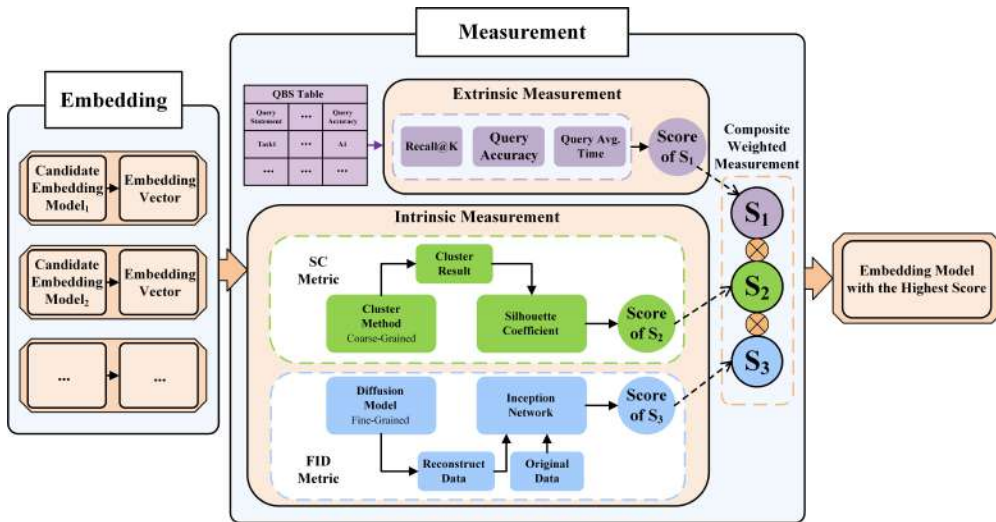 Measurement
Embedding
Candidate
Embedding
Model1
Embedding
Vector
Candidate
Embedding
Model2
Embedding
Vector
...
...
QBS Table
Query
Statement
...
Query
Accuracy
Task1
...
A1
...
...
...
Extrinsic Measurement
Recall@K
Query
Accuracy
Query Avg.
Time
Score
of S1
Composite
Weighted
Measurement
Intrinsic Measurement
SC
Metric
Cluster
Result
Cluster
Method
Coarse-Grained
Silhouette
Coefficient
Score
of S2
Diffusion
Model
Fine-Grained
Inception
Network
Score
of S3
FID
Metric
Reconstruct
Data
Original
Data
S1
S2
S3
Embedding Model
with the Highest Score